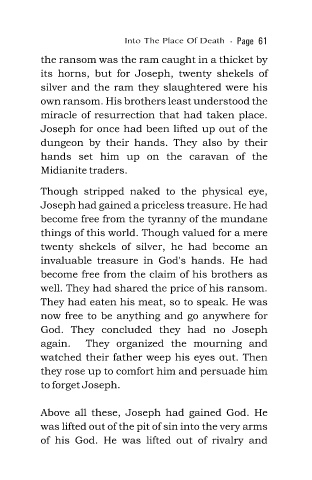 Into The Place Of Death - Page 61
the ransom was the ram caught in a thicket by
its horns, but for Joseph, twenty shekels of
silver and the ram they slaughtered were his
own ransom. His brothers least understood the
miracle of resurrection that had taken place.
Joseph for once had been lifted up out of the
dungeon by their hands. They also by their
hands set him up on the caravan of the
Midianite traders.
Though stripped naked to the physical eye,
Joseph had gained a priceless treasure. He had
become free from the tyranny of the mundane
things of this world. Though valued for a mere
twenty shekels of silver, he had become an
invaluable treasure in God's hands. He had
become free from the claim of his brothers as
well. They had shared the price of his ransom.
They had eaten his meat, so to speak. He was
now free to be anything and go anywhere for
God. They concluded they had no Joseph
again. They organized the mourning and
watched their father weep his eyes out. Then
they rose up to comfort him and persuade him
to forget Joseph.
Above all these, Joseph had gained God. He
was lifted out of the pit of sin into the very arms
of his God. He was lifted out of rivalry and